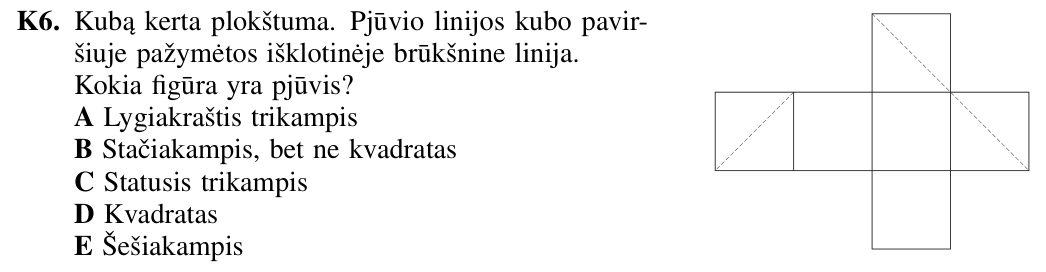 K6. Kubą kerta plokštuma. Pjūvio linijos kubo pavir-
šiuje pažymėtos išklotinėje brūkšnine linija.
Kokia figūra yra pjūvis?
A Lygiakraštis trikampis
B Stačiakampis, bet ne kvadratas
C Statusis trikampis
D Kvadratas
E Šešiakampis